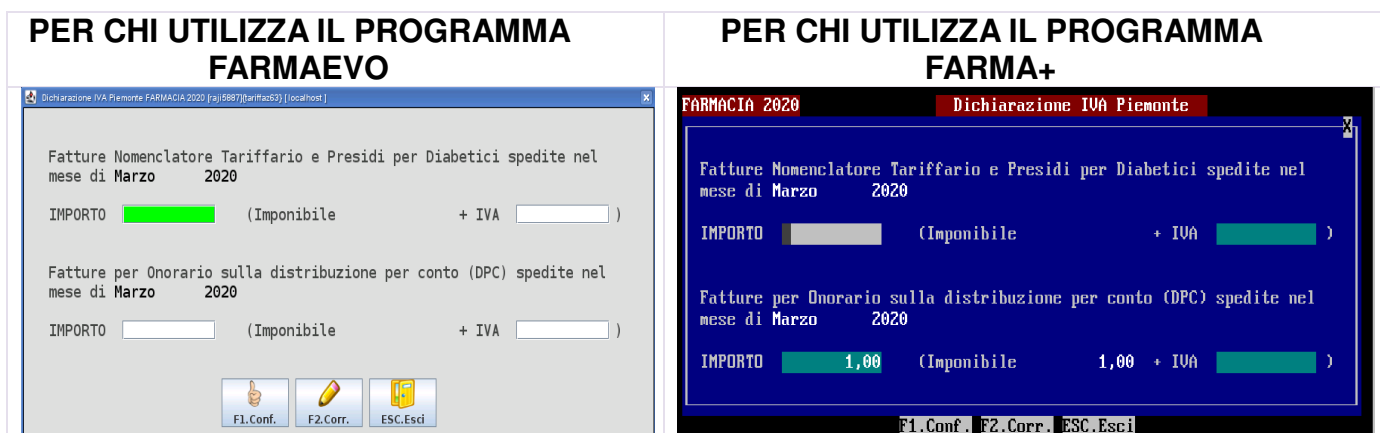 PER CHI UTILIZZA IL PROGRAMMA
FARMAEVO
Dichiarazione IVA Piemonte FARMACIA 2020 [raji5887](tariffaz63) [ localhost ]
Fatture Nomenclatore Tariffario e Presidi per Diabetici spedite nel
mese di Marzo 2020
IMPORTO (Imponibile + IVA )
Fatture per Onorario sulla distribuzione per conto (DPC) spedite nel
mese di Marzo 2020
IMPORTO (Imponibile + IVA )
F1.Conf. F2.Corr. ESC.Esci
PER CHI UTILIZZA IL PROGRAMMA
FARMA+
FARMACIA 2020 Dichiarazione IVA Piemonte
X
Fatture Nomenclatore Tariffario e Presidi per Diabetici spedite nel
mese di Marzo 2020
IMPORTO (Imponibile + IVA )
Fatture per Onorario sulla distribuzione per conto (DPC) spedite nel
mese di Marzo 2020
IMPORTO 1,00 (Imponibile 1,00 + IVA )
F1.Conf. F2.Corr. ESC.Esci